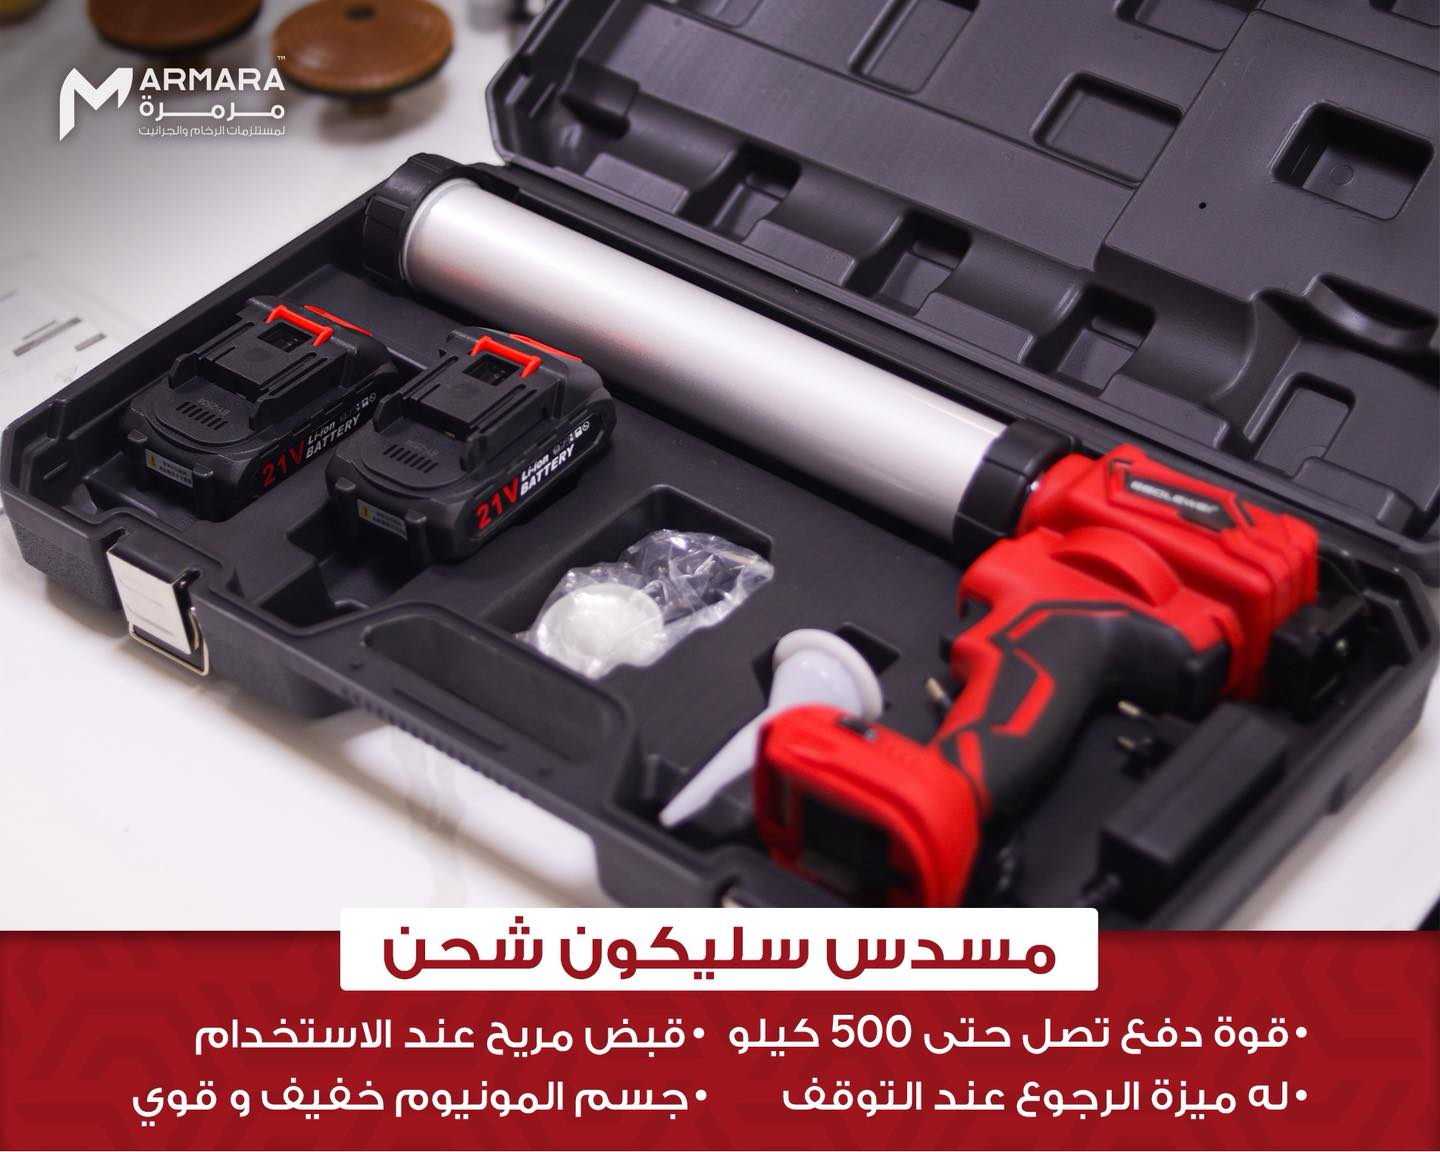 MARMARA™
مرمرة
لمستلزمات الرخام والجرانيت
21V Li-ion BATTERY
21V Li-ion BATTERY
مسدس سليكون شحن
•قوة دفع تصل حتى 500 كيلو
•قبض مريح عند الاستخدام
•له ميزة الرجوع عند التوقف
•جسم المونيوم خفيف و قوي